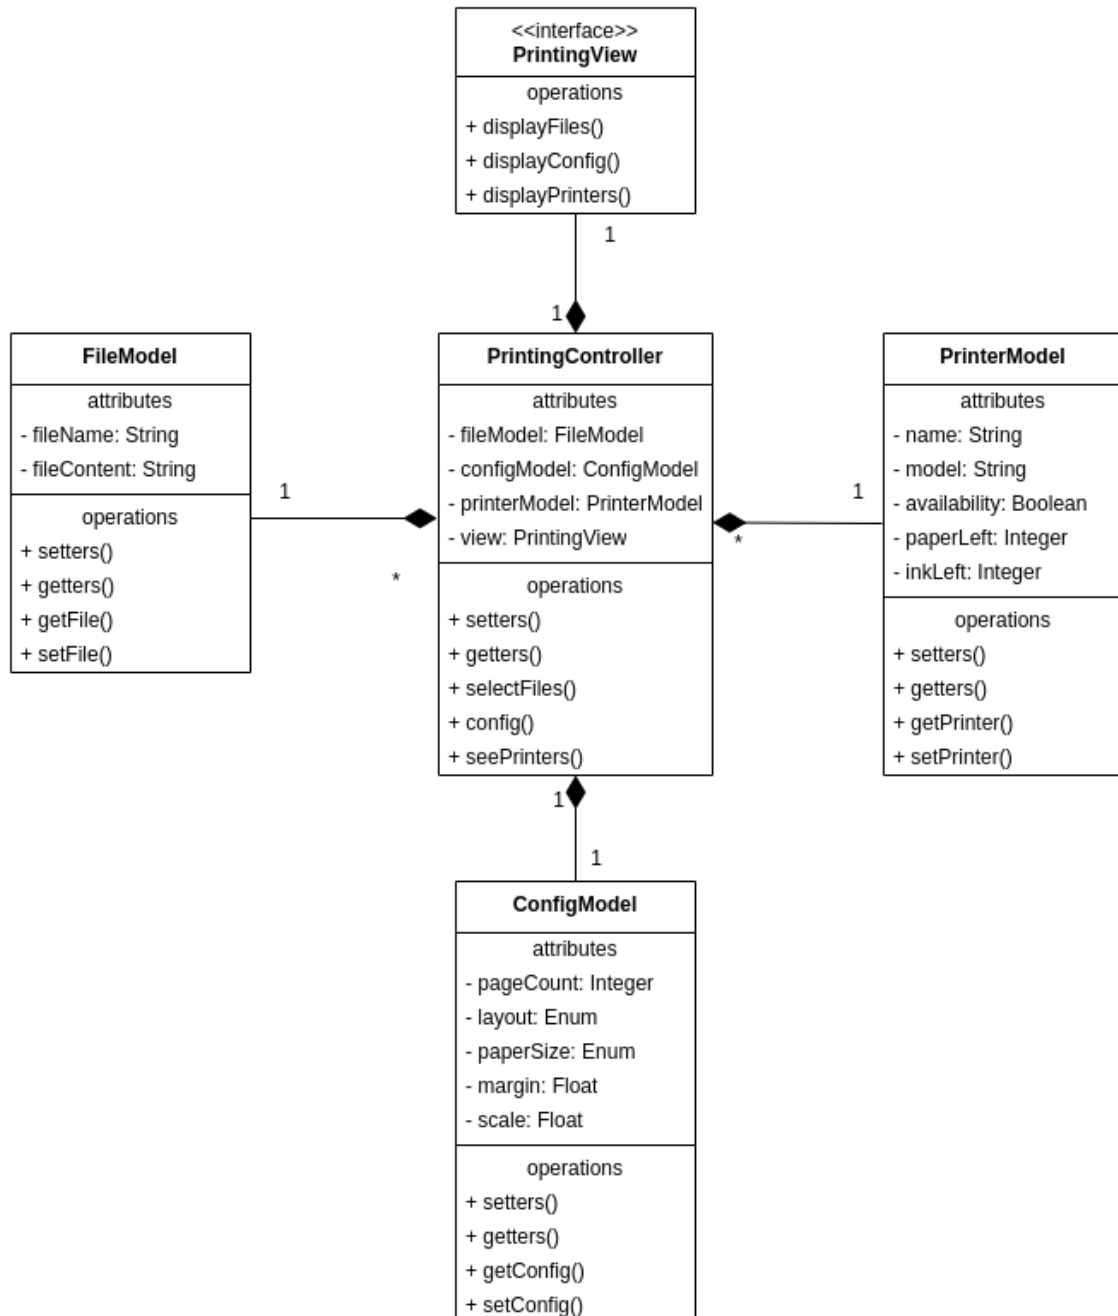 <<interface>>
PrintingView
operations
+ displayFiles()
+ displayConfig()
+ displayPrinters()
1
1
FileModel
attributes
- fileName: String
- fileContent: String
operations
+ setters()
+ getters()
+ getFile()
+ setFile()
1
*
PrintingController
attributes
- fileModel: FileModel
- configModel: ConfigModel
- printerModel: PrinterModel
- view: PrintingView
operations
+ setters()
+ getters()
+ selectFiles()
+ config()
+ seePrinters()
1
*
PrinterModel
attributes
- name: String
- model: String
- availability: Boolean
- paperLeft: Integer
- inkLeft: Integer
operations
+ setters()
+ getters()
+ getPrinter()
+ setPrinter()
1
1
ConfigModel
attributes
- pageCount: Integer
- layout: Enum
- paperSize: Enum
- margin: Float
- scale: Float
operations
+ setters()
+ getters()
+ getConfig()
+ setConfig()